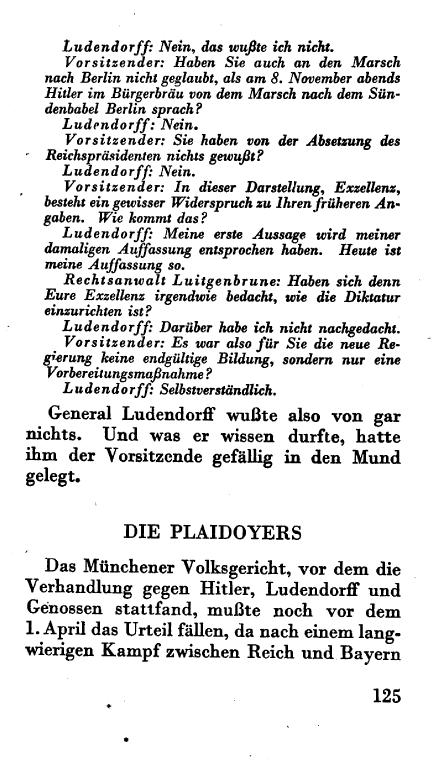 Ludendorff: Nein, das wußte ich nicht.
Vorsitzender: Haben Sie auch an den Marsch
nach Berlin nicht geglaubt, als am 8. November abends
Hitler im Bürgerbräu von dem Marsch nach dem Sün-
denbabel Berlin sprach?
Ludendorff: Nein.
Vorsitzender: Sie haben von der Absetzung des
Reichspräsidenten nichts gewußt?
Ludendorff: Nein.
Vorsitzender: In dieser Darstellung, Exzellenz,
besteht ein gewisser Widerspruch zu Ihren früheren An-
gaben. Wie kommt das?
Ludendorff: Meine erste Aussage wird meiner
damaligen Auffassung entsprochen haben. Heute ist
meine Auffassung so.
Rechtsanwalt Luitgenbrune: Haben sich denn
Eure Exzellenz irgendwie bedacht, wie die Diktatur
einzurichten ist?
Ludendorff: Darüber habe ich nicht nachgedacht.
Vorsitzender: Es war also für Sie die neue Re-
gierung keine endgültige Bildung, sondern nur eine
Vorbereitungsmaßnahme?
Ludendorff: Selbstverständlich.
General Ludendorff wußte also von gar
nichts. Und was er wissen durfte, hatte
ihm der Vorsitzende gefällig in den Mund
gelegt.
DIE PLAIDOYERS
Das Münchener Volksgericht, vor dem die
Verhandlung gegen Hitler, Ludendorff und
Genossen stattfand, mußte noch vor dem
1. April das Urteil fällen, da nach einem lang-
wierigen Kampf zwischen Reich und Bayern
125